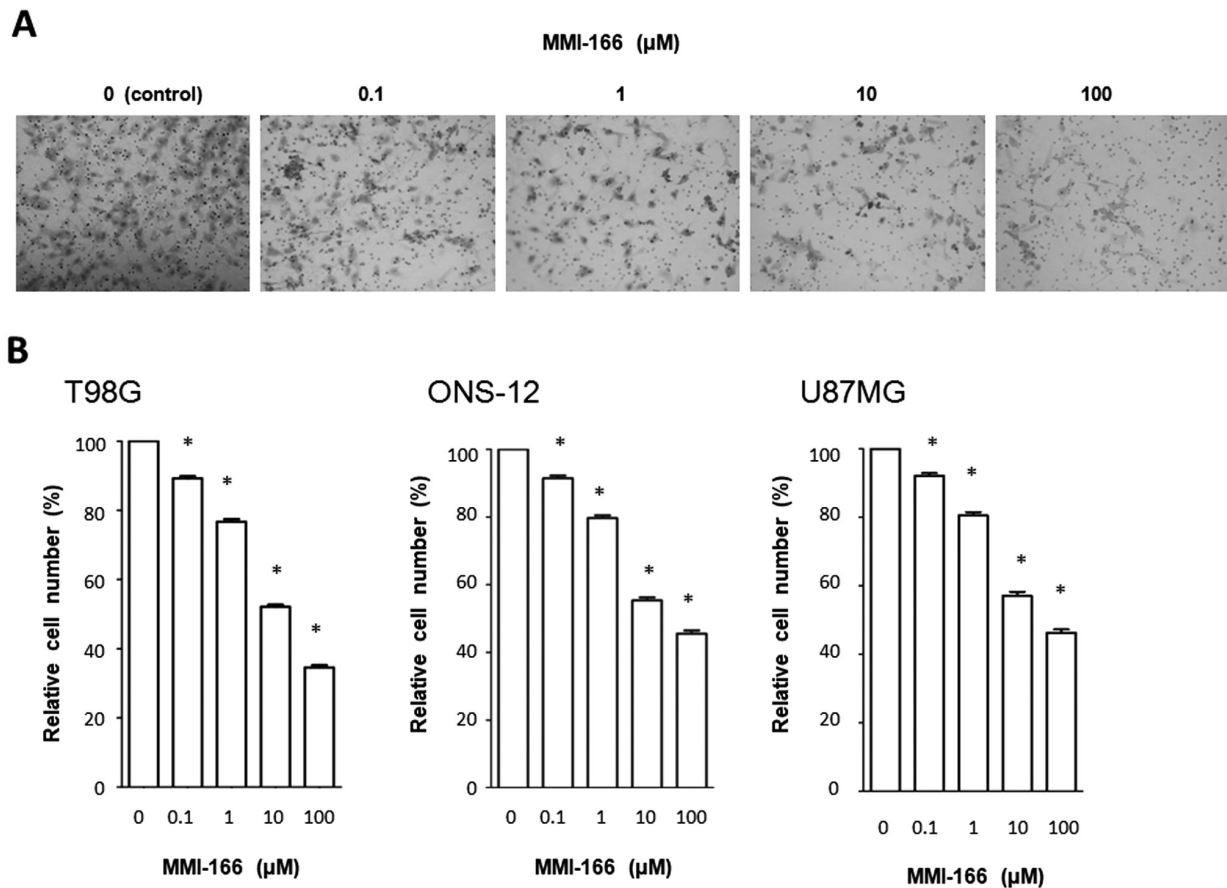 A
MMI-166 (µM)
0 (control) 0.1 1 10 100
B
T98G ONS-12 U87MG
Relative cell number (%)
100
80
60
40
20
0
* * * *
0 0.1 1 10 100
MMI-166 (µM)
Relative cell number (%)
100
80
60
40
20
0
* * * *
0 0.1 1 10 100
MMI-166 (µM)
Relative cell number (%)
100
80
60
40
20
0
* * * *
0 0.1 1 10 100
MMI-166 (µM)